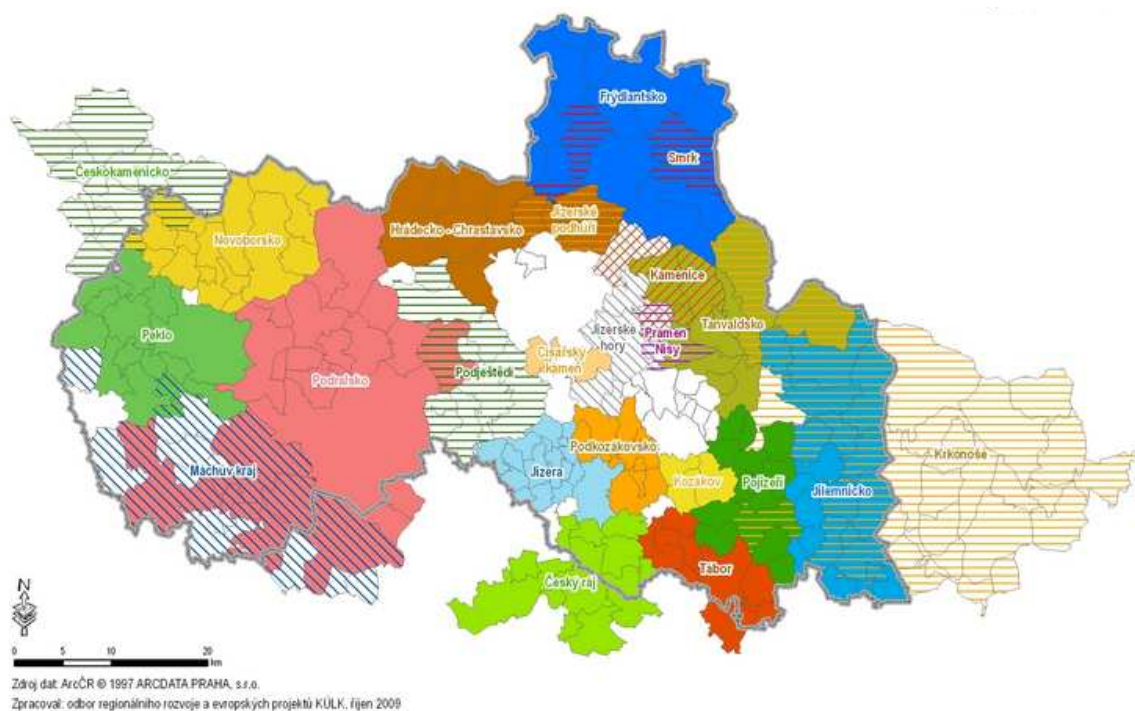 Frýdlantsko
Smrk
Českokamenicko
Jizerské
podhůří
Hrádecko - Chrastavsko
Novoborsko
Kamenice
Tanvaldsko
Jizerské
hory
Pramen
Nisy
Peklo
Císařský
kámen
Podještědí
Podralsko
Podkozákovsko
Krkonoše
Máchův kraj
Jizera
Kozákov
Pojizeří
Jilemnicko
Tábor
Český ráj
N
0 5 10 20
km
Zdroj dat: ArcČR © 1997 ARCDATA PRAHA, s.r.o.
Zpracoval: odbor regionálního rozvoje a evropských projektů KÚLK, říjen 2009